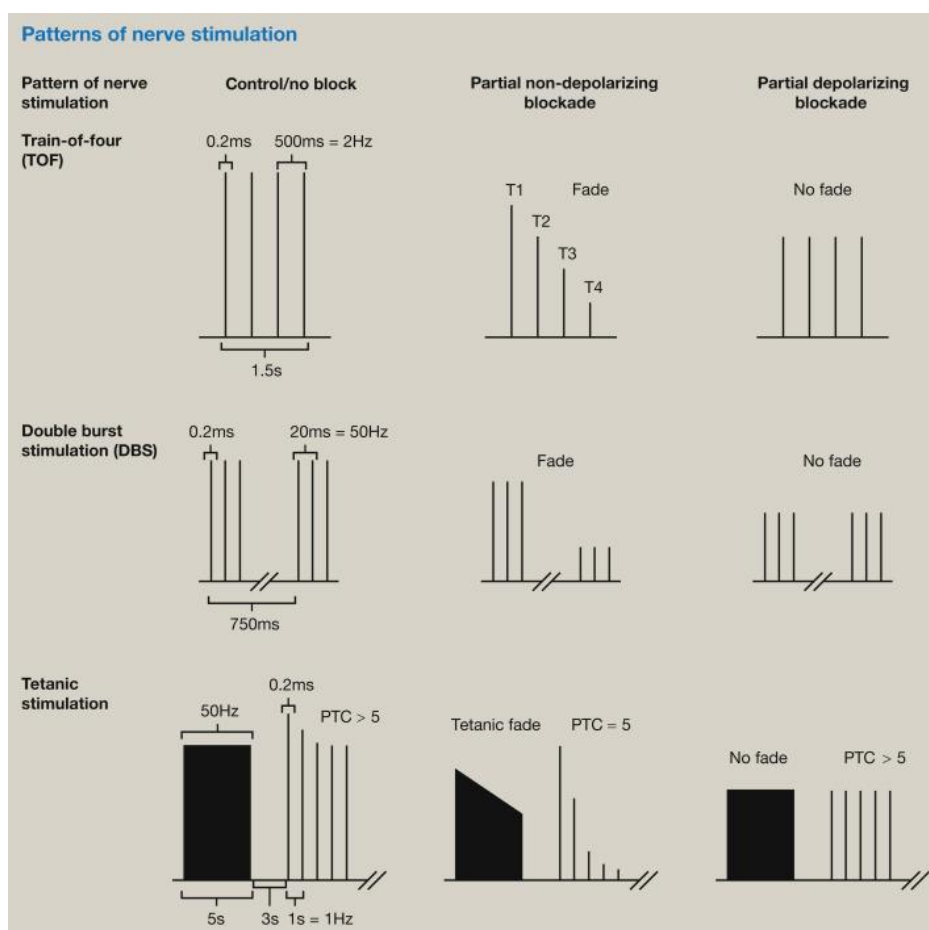 Patterns of nerve stimulation
Pattern of nerve
stimulation
Control/no block
Partial non-depolarizing
blockade
Partial depolarizing
blockade
Train-of-four
(TOF)
0.2ms
500ms = 2Hz
1.5s
T1
T2
T3
T4
Fade
No fade
Double burst
stimulation (DBS)
0.2ms
20ms = 50Hz
750ms
Fade
No fade
Tetanic
stimulation
50Hz
0.2ms
PTC > 5
5s
3s
1s = 1Hz
Tetanic fade
PTC = 5
No fade
PTC > 5